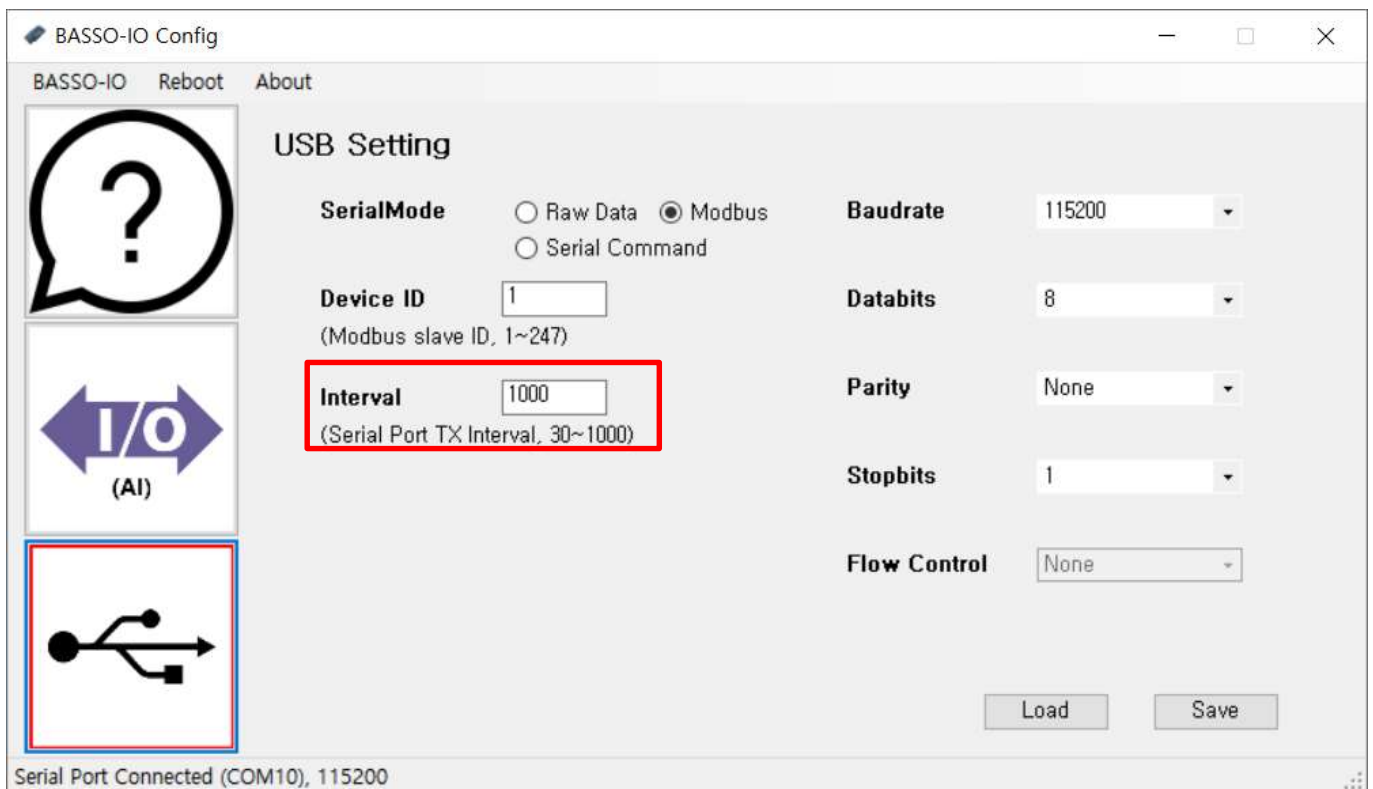 BASSO-IO Config
BASSO-IO Reboot About
?
USB Setting
SerialMode Raw Data Modbus
Serial Command
Device ID 1
(Modbus slave ID, 1~247)
Interval 1000
(Serial Port TX Interval, 30~1000)
Baudrate 115200
Databits 8
Parity None
Stopbits 1
Flow Control None
I/O
(AI)
Load Save
Serial Port Connected (COM10), 115200